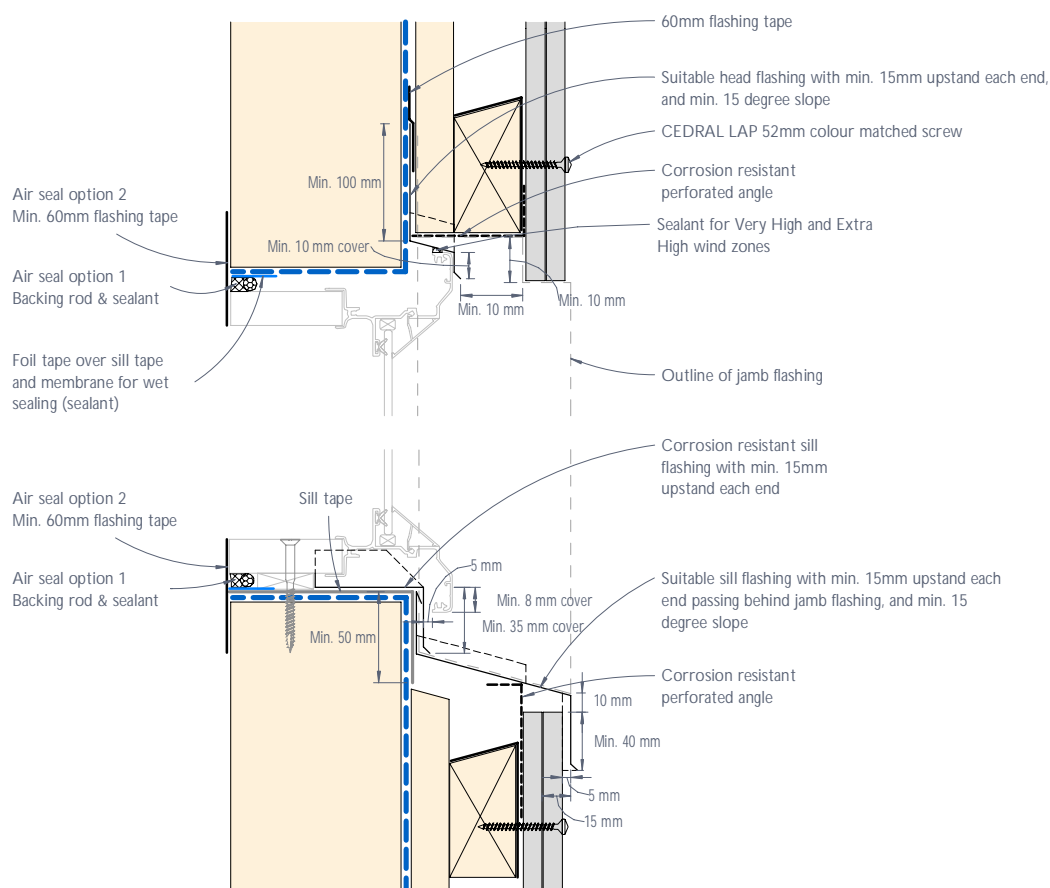 60mm flashing tape
Suitable head flashing with min. 15mm upstand each end,
and min. 15 degree slope
CEDRAL LAP 52mm colour matched screw
Corrosion resistant
perforated angle
Sealant for Very High and Extra
High wind zones
Min. 100 mm
Min. 10 mm cover
Min. 10 mm
Min. 10 mm
Air seal option 2
Min. 60mm flashing tape
Air seal option 1
Backing rod & sealant
Foil tape over sill tape
and membrane for wet
sealing (sealant)
Outline of jamb flashing
Corrosion resistant sill
flashing with min. 15mm
upstand each end
Air seal option 2
Min. 60mm flashing tape
Sill tape
Air seal option 1
Backing rod & sealant
5 mm
Min. 8 mm cover
Min. 35 mm cover
Min. 50 mm
Suitable sill flashing with min. 15mm upstand each
end passing behind jamb flashing, and min. 15
degree slope
Corrosion resistant
perforated angle
10 mm
Min. 40 mm
5 mm
15 mm